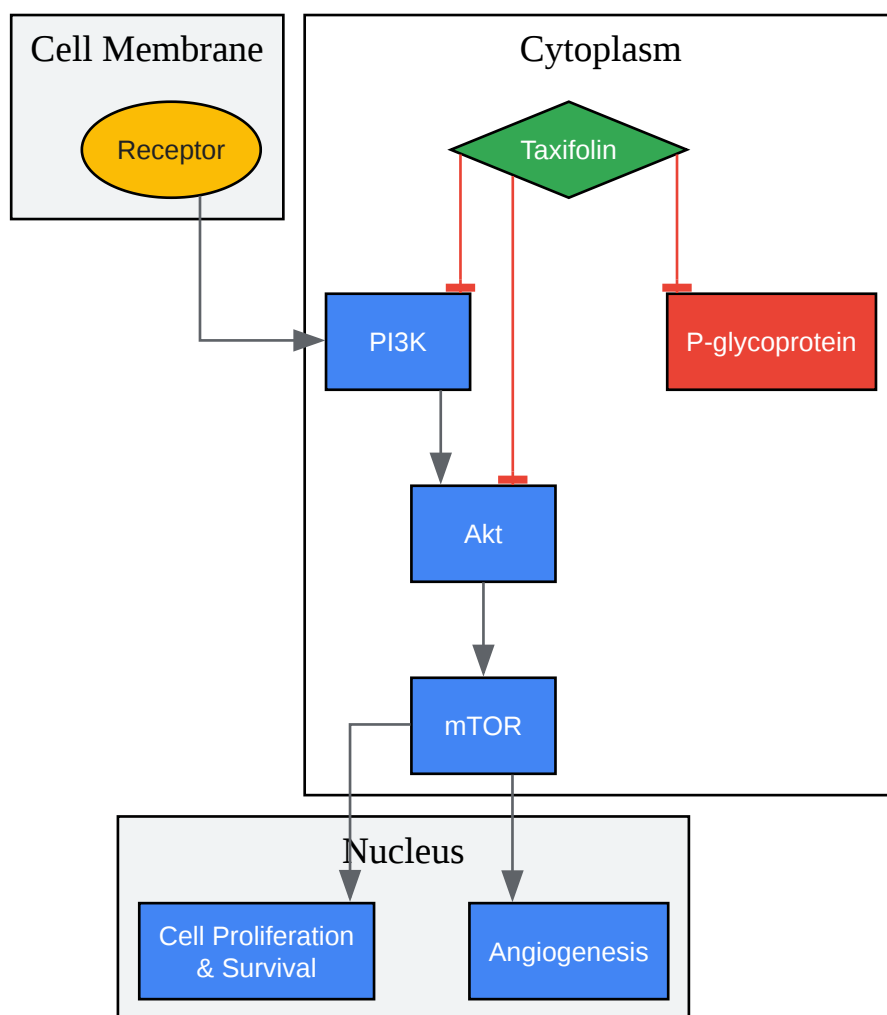 Cell Membrane
Cytoplasm
Receptor
Taxifolin
PI3K
P-glycoprotein
Akt
mTOR
Nucleus
Cell Proliferation
& Survival
Angiogenesis